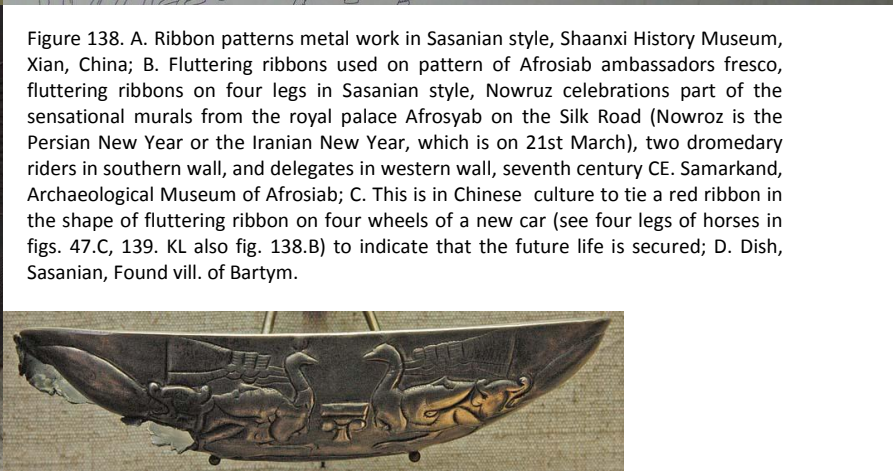 Figure 138. A. Ribbon patterns metal work in Sasanian style, Shaanxi History Museum,
Xian, China; B. Fluttering ribbons used on pattern of Afrosiab ambassadors fresco,
fluttering ribbons on four legs in Sasanian style, Nowruz celebrations part of the
sensational murals from the royal palace Afrosyab on the Silk Road (Nowroz is the
Persian New Year or the Iranian New Year, which is on 21st March), two dromedary
riders in southern wall, and delegates in western wall, seventh century CE. Samarkand,
Archaeological Museum of Afrosiab; C. This is in Chinese culture to tie a red ribbon in
the shape of fluttering ribbon on four wheels of a new car (see four legs of horses in
figs. 47.C, 139. KL also fig. 138.B) to indicate that the future life is secured; D. Dish,
Sasanian, Found vill. of Bartym.